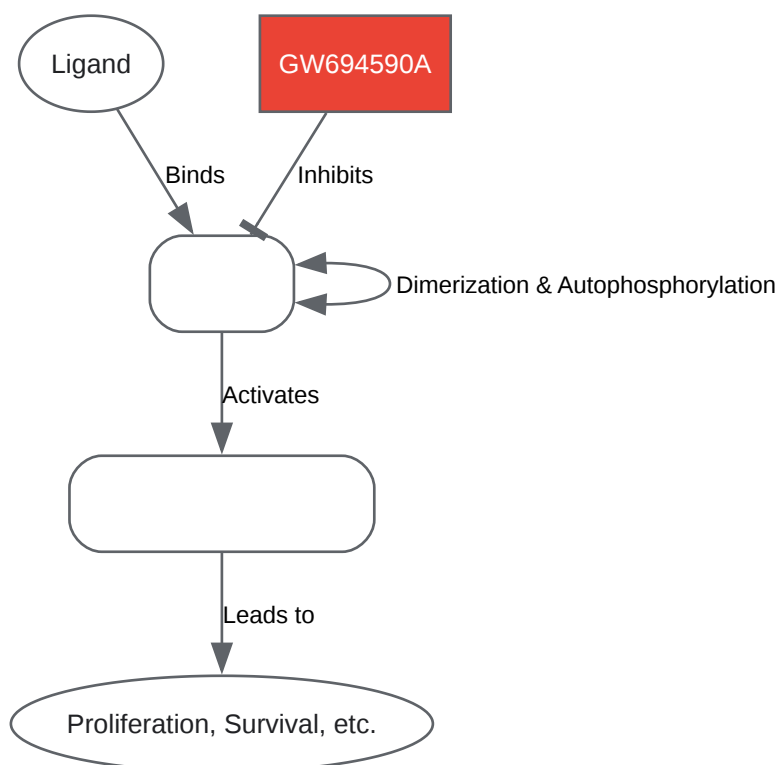 Ligand
GW694590A
Binds
Inhibits
Dimerization & Autophosphorylation
Activates
Leads to
Proliferation, Survival, etc.